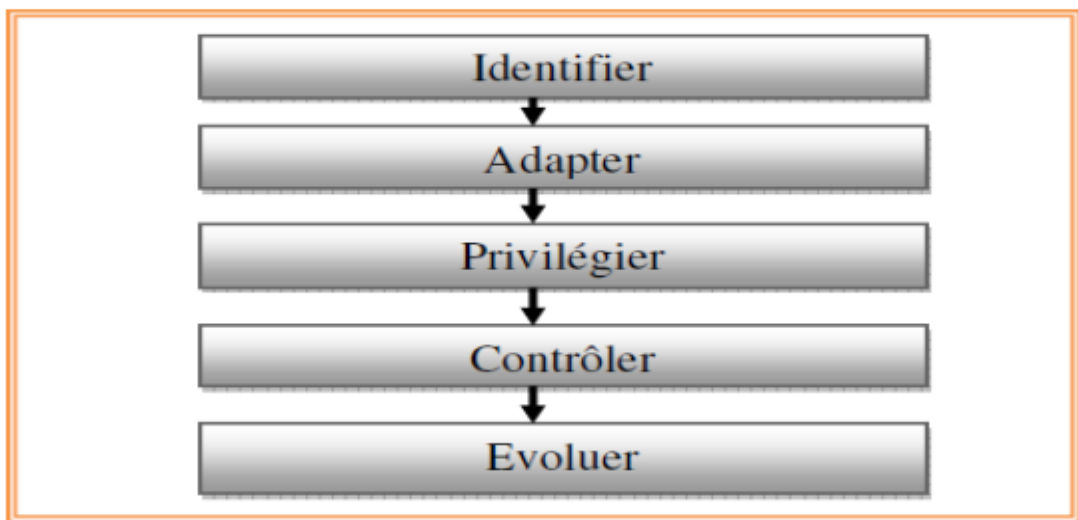 Identifier
Adapter
Privilégier
Contrôler
Evoluer